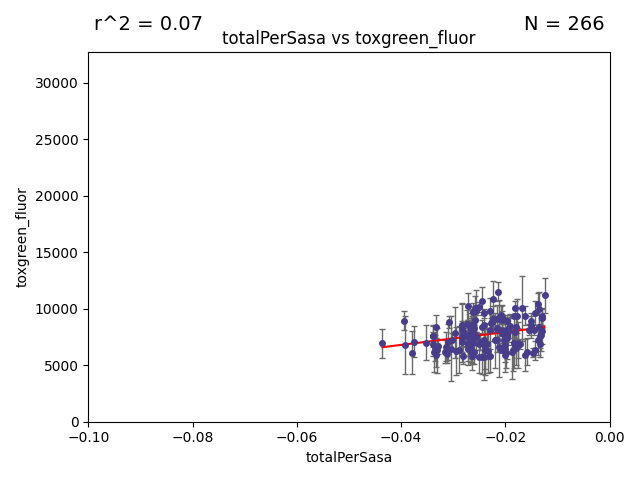 r^2 = 0.07
N = 266
totalPerSasa vs toxgreen_fluor
30000
25000
20000
15000
10000
5000
0
toxgreen_fluor
−0.10
−0.08
−0.06
−0.04
−0.02
0.00
totalPerSasa